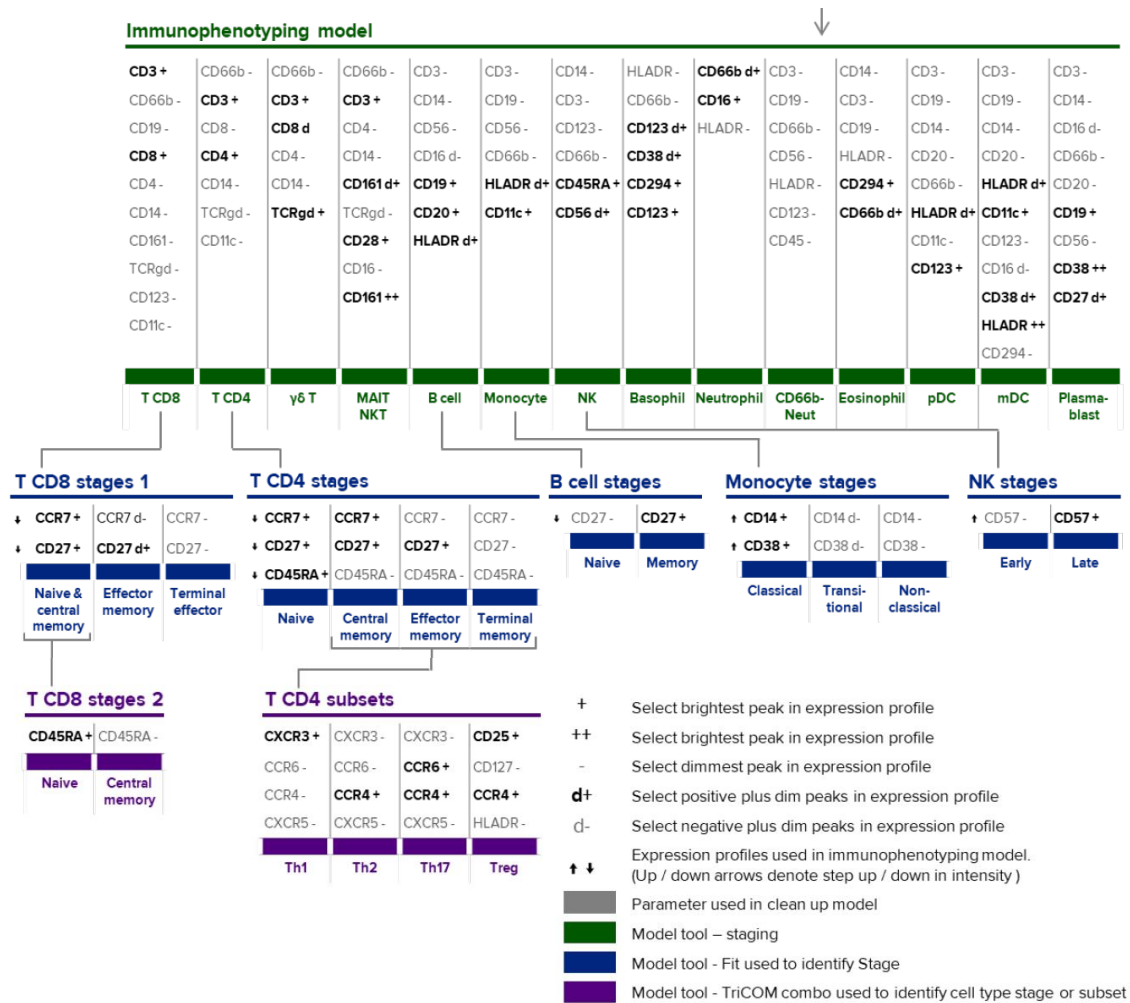 Immunophenotyping model
CD3 + CD66b - CD66b - CD66b - CD3 - CD3 - CD14 - HLADR - CD66b d+ CD3 - CD14 - CD3 - CD3 - CD3 -
CD66b - CD3 + CD3 + CD3 + CD14 - CD19 - CD3 - CD66b - CD16 + CD19 - CD3 - CD19 - CD19 - CD14 -
CD19 - CD8 - CD8 d CD4 - CD56 - CD56 - CD123 - CD123 d+ HLADR - CD66b - CD19 - CD14 - CD14 - CD16 d-
CD8 + CD4 + CD4 - CD14 - CD16 d- CD66b - CD66b - CD38 d+ CD56 - HLADR - CD20 - CD20 - CD66b -
CD4 - CD14 - CD14 - CD161 d+ CD19 + HLADR d+ CD45RA + CD294 + HLADR - CD294 + CD66b - HLADR d+ CD20 -
CD14 - TCRgd - TCRgd + TCRgd - CD20 + CD11c + CD56 d+ CD123 + CD123 - CD66b d+ HLADR d+ CD11c + CD19 +
CD161 - CD11c - CD28 + HLADR d+ CD45 - CD11c - CD123 - CD56 -
TCRgd - CD16 - CD123 + CD16 d- CD38 ++
CD123 - CD161 ++ CD38 d+ CD27 d+
CD11c - HLADR ++
CD294 -
T CD8 T CD4 γδ T MAIT B cell Monocyte NK Basophil Neutrophil CD66b- Eosinophil pDC mDC Plasma-
NKT Neut blast
T CD8 stages 1 T CD4 stages B cell stages Monocyte stages NK stages
↓ CCR7 + CCR7 d- CCR7 - ↓ CCR7 + CCR7 + CCR7 - CCR7 - ↓ CD27 - CD27 + ↑ CD14 + CD14 d- CD14 - ↑ CD57 - CD57 +
↓ CD27 + CD27 d+ CD27 - ↓ CD27 + CD27 + CD27 + CD27 - ↑ CD38 + CD38 d- CD38 -
↓ CD45RA + CD45RA - CD45RA - CD45RA -
Naive & Effector Terminal Naive Central Effector Terminal Naive Memory Classical Transi- Non- Early Late
central memory effector memory memory memory tional classical
memory
T CD8 stages 2 T CD4 subsets
CD45RA + CD45RA - CXCR3 + CXCR3 - CXCR3 - CD25 +
CCR6 - CCR6 - CCR6 + CD127 -
CCR4 - CCR4 + CCR4 + CCR4 +
CXCR5 - CXCR5 - CXCR5 - HLADR -
Naive Central Th1 Th2 Th17 Treg
memory
+ Select brightest peak in expression profile
++ Select brightest peak in expression profile
- Select dimmest peak in expression profile
d+ Select positive plus dim peaks in expression profile
d- Select negative plus dim peaks in expression profile
↑ ↓ Expression profiles used in immunophenotyping model.
(Up / down arrows denote step up / down in intensity )
Parameter used in clean up model
Model tool – staging
Model tool - Fit used to identify Stage
Model tool - TriCOM combo used to identify cell type stage or subset